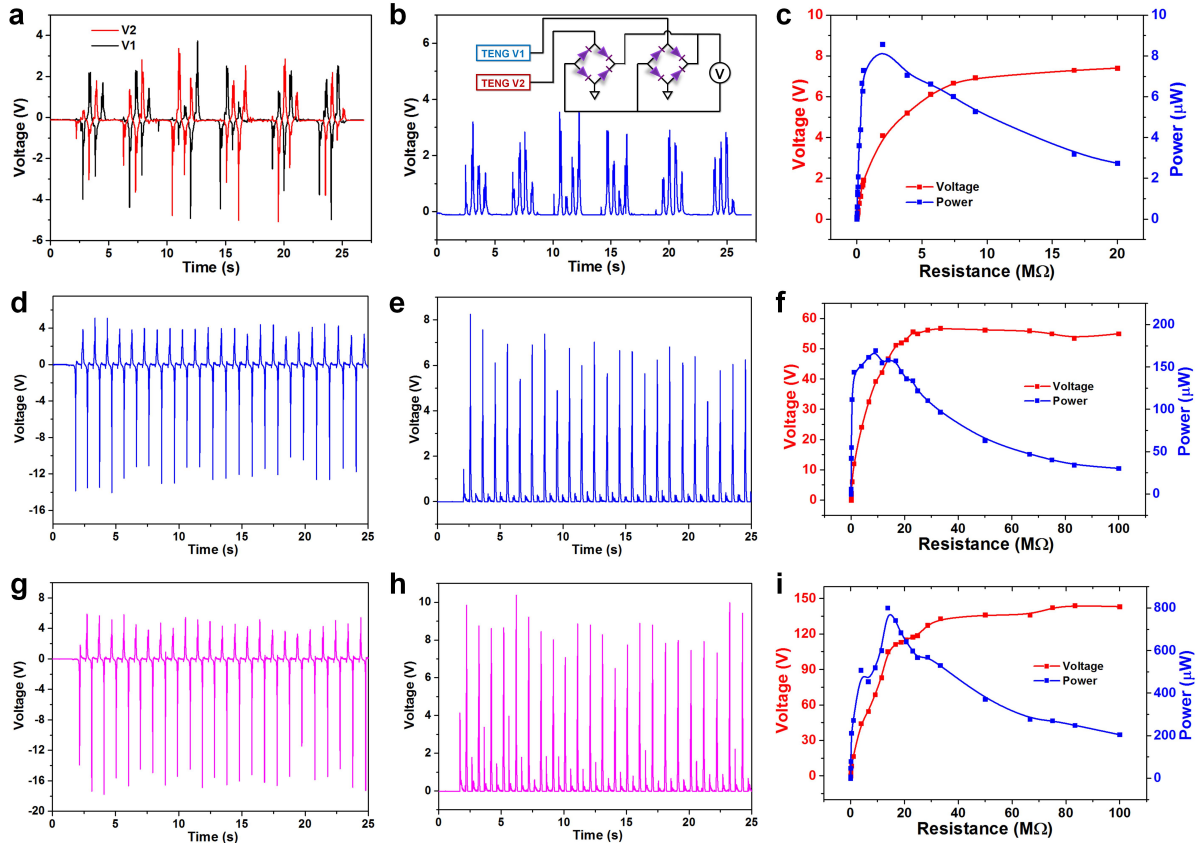 a
V2
V1
Voltage (V)
4
2
0
-2
-4
-6
0 5 10 15 20 25
Time (s)
b
TENG V1
TENG V2
V
Voltage (V)
6
4
2
0
0 5 10 15 20 25
Time (s)
c
Voltage (V)
10
8
6
4
2
0
Voltage
Power
10
8
6
4
2
0
Power (μW)
0 5 10 15 20
Resistance (MΩ)
d
Voltage (V)
4
0
-4
-8
-12
-16
0 5 10 15 20 25
Time (s)
e
Voltage (V)
8
6
4
2
0
0 5 10 15 20 25
Time (s)
f
Voltage (V)
60
50
40
30
20
10
0
Voltage
Power
200
150
100
50
0
Power (μW)
0 20 40 60 80 100
Resistance (MΩ)
g
Voltage (V)
8
4
0
-4
-8
-12
-16
-20
0 5 10 15 20 25
Time (s)
h
Voltage (V)
10
8
6
4
2
0
0 5 10 15 20 25
Time (s)
i
Voltage (V)
150
120
90
60
30
0
Voltage
Power
800
600
400
200
0
Power (μW)
0 20 40 60 80 100
Resistance (MΩ)